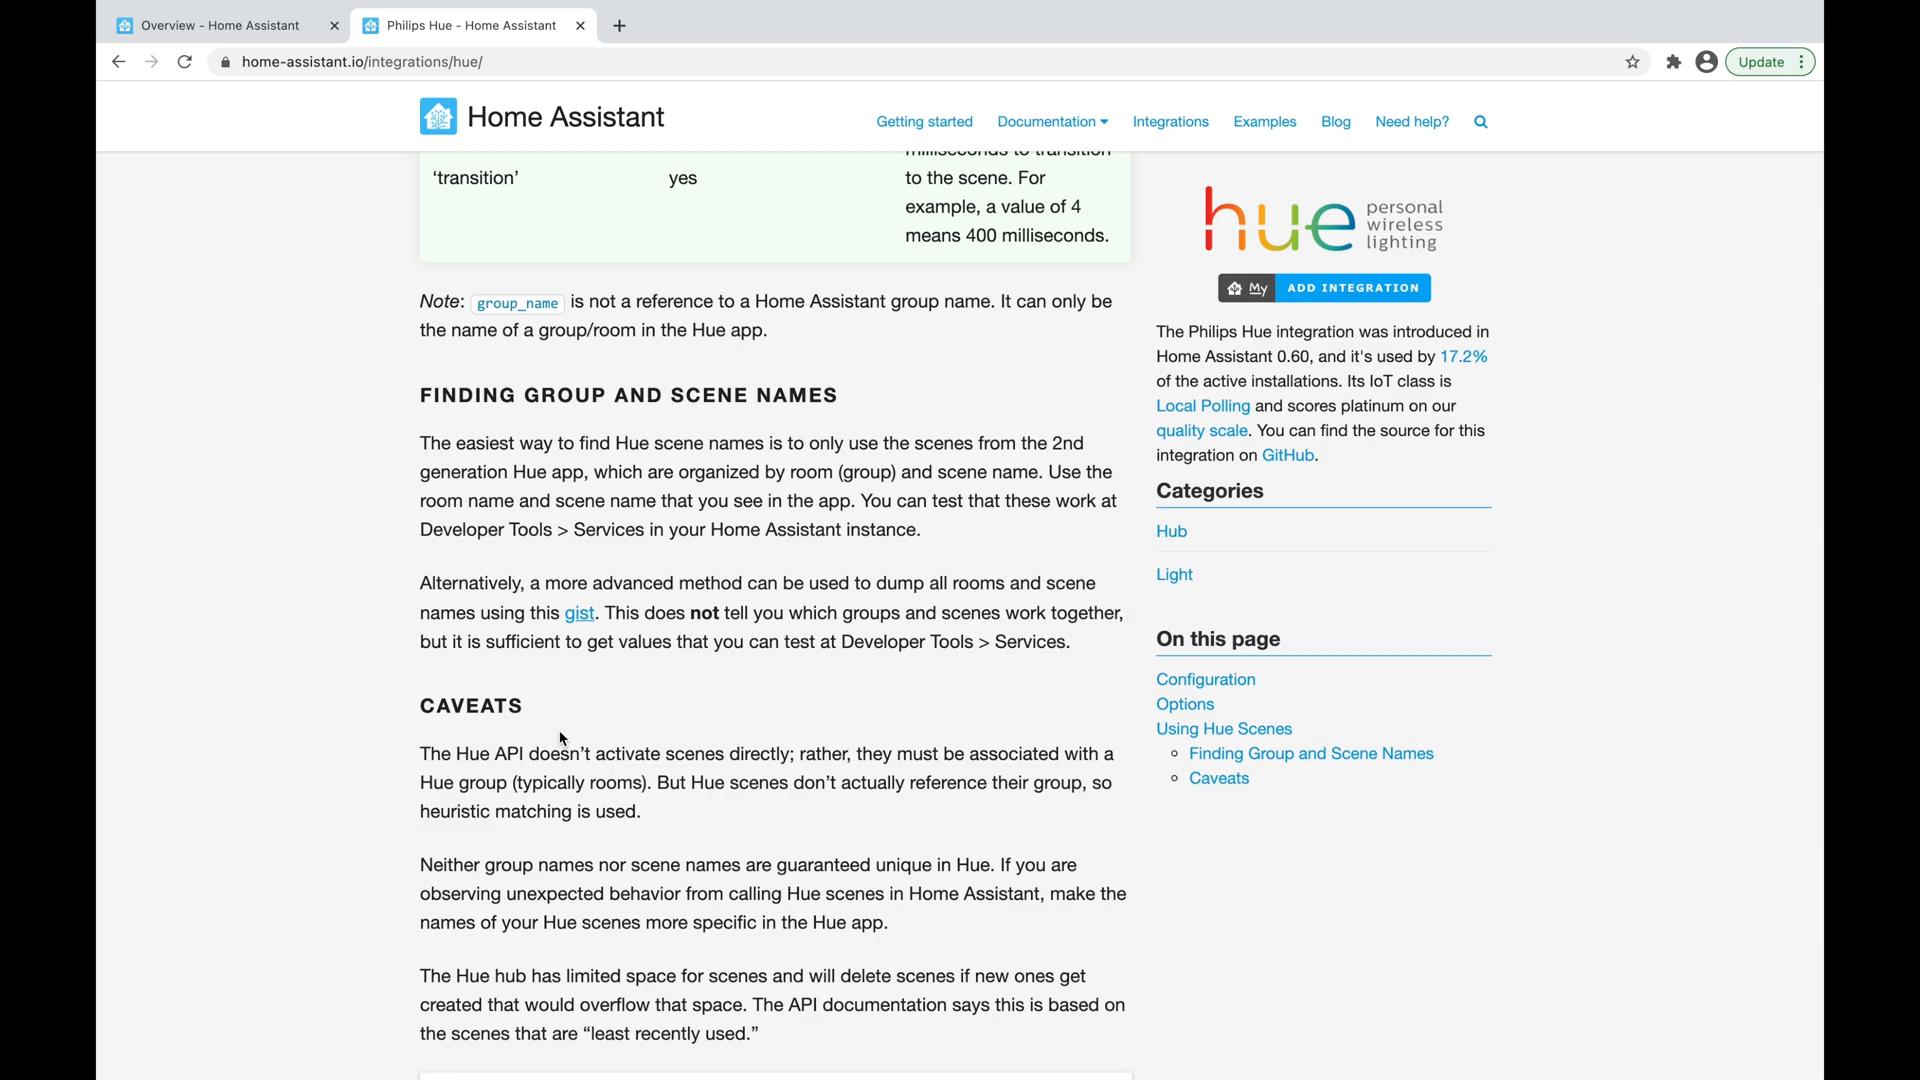 Overview - Home Assistant
Philips Hue - Home Assistant
home-assistant.io/integrations/hue/
Update
Home Assistant
Getting started
Documentation
Integrations
Examples
Blog
Need help?
milliseconds to transition
‘transition’ yes to the scene. For
example, a value of 4
means 400 milliseconds.
Note: group_name is not a reference to a Home Assistant group name. It can only be
the name of a group/room in the Hue app.
FINDING GROUP AND SCENE NAMES
The easiest way to find Hue scene names is to only use the scenes from the 2nd
generation Hue app, which are organized by room (group) and scene name. Use the
room name and scene name that you see in the app. You can test that these work at
Developer Tools > Services in your Home Assistant instance.
Alternatively, a more advanced method can be used to dump all rooms and scene
names using this gist. This does not tell you which groups and scenes work together,
but it is sufficient to get values that you can test at Developer Tools > Services.
CAVEATS
The Hue API doesn’t activate scenes directly; rather, they must be associated with a
Hue group (typically rooms). But Hue scenes don’t actually reference their group, so
heuristic matching is used.
Neither group names nor scene names are guaranteed unique in Hue. If you are
observing unexpected behavior from calling Hue scenes in Home Assistant, make the
names of your Hue scenes more specific in the Hue app.
The Hue hub has limited space for scenes and will delete scenes if new ones get
created that would overflow that space. The API documentation says this is based on
the scenes that are “least recently used.”
hue
personal
wireless
lighting
My ADD INTEGRATION
The Philips Hue integration was introduced in
Home Assistant 0.60, and it's used by 17.2%
of the active installations. Its IoT class is
Local Polling and scores platinum on our
quality scale. You can find the source for this
integration on GitHub.
Categories
Hub
Light
On this page
Configuration
Options
Using Hue Scenes
Finding Group and Scene Names
Caveats